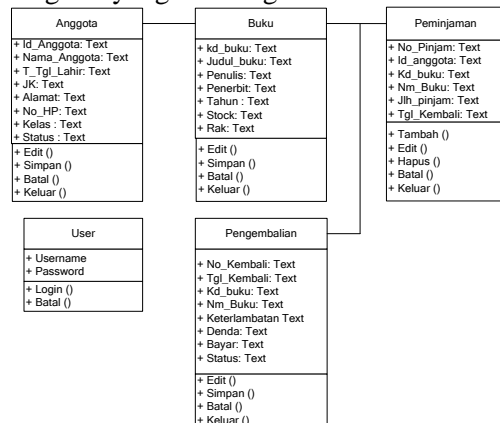 Anggota
+ Id_Anggota: Text
+ Nama_Anggota: Text
+ T_Tgl_Lahir: Text
+ JK: Text
+ Alamat: Text
+ No_HP: Text
+ Kelas : Text
+ Status : Text
+ Edit ()
+ Simpan ()
+ Batal ()
+ Keluar ()
Buku
+ kd_buku: Text
+ Judul_buku: Text
+ Penulis: Text
+ Penerbit: Text
+ Tahun : Text
+ Stock: Text
+ Rak: Text
+ Edit ()
+ Simpan ()
+ Batal ()
+ Keluar ()
Peminjaman
+ No_Pinjam: Text
+ Id_anggota: Text
+ Kd_buku: Text
+ Nm_Buku: Text
+ Jlh_pinjam: Text
+ Tgl_Kembali: Text
+ Tambah ()
+ Edit ()
+ Hapus ()
+ Batal ()
+ Keluar ()
User
+ Username
+ Password
+ Login ()
+ Batal ()
Pengembalian
+ No_Kembali: Text
+ Tgl_Kembali: Text
+ Kd_buku: Text
+ Nm_Buku: Text
+ Keterlambatan Text
+ Denda: Text
+ Bayar: Text
+ Status: Text
+ Edit ()
+ Simpan ()
+ Batal ()
+ Keluar ()